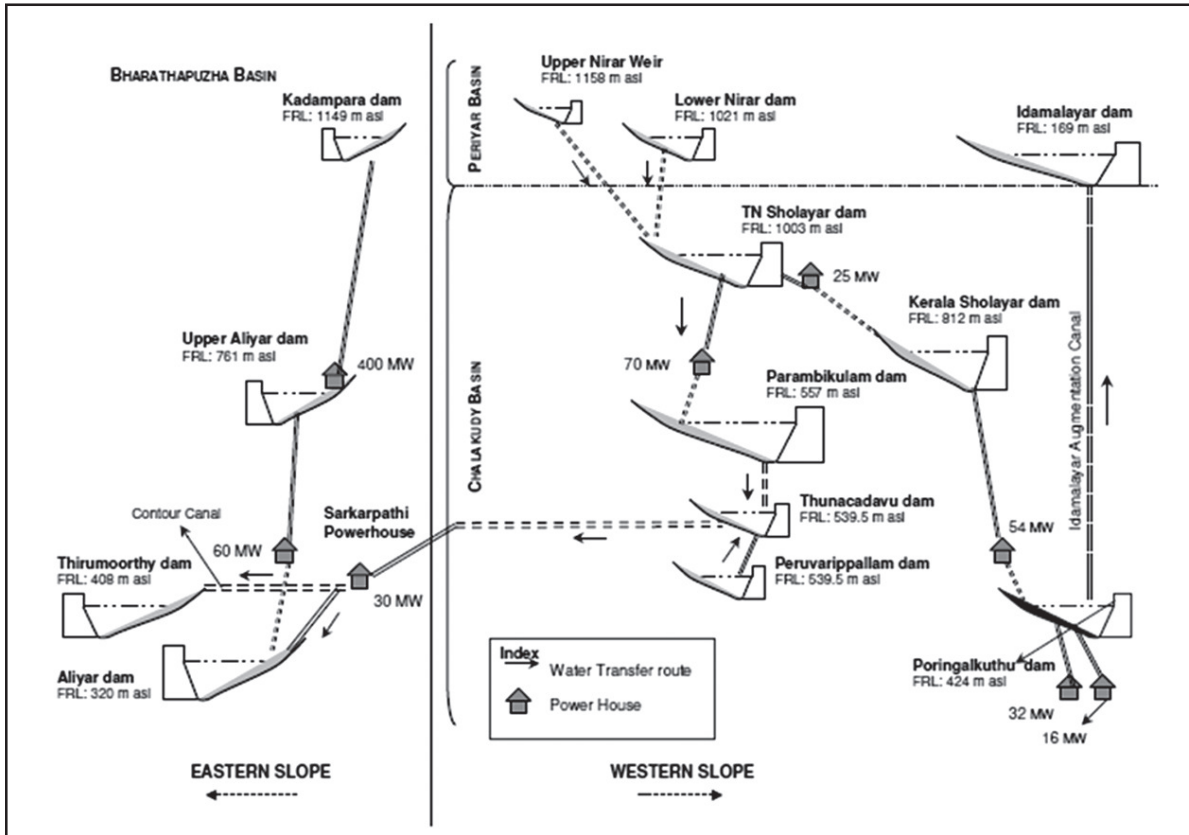 BHARATHAPUZHA BASIN
Kadampara dam
FRL: 1149 m asl
Upper Aliyar dam
FRL: 761 m asl
400 MW
Contour Canal
Sarkarpathi
Powerhouse
60 MW
Thirumoorthy dam
FRL: 408 m asl
30 MW
Aliyar dam
FRL: 320 m asl
EASTERN SLOPE
PERIYAR BASIN
Upper Nirar Weir
FRL: 1158 m asl
Lower Nirar dam
FRL: 1021 m asl
Idamalayar dam
FRL: 169 m asl
CHALAKUDY BASIN
TN Sholayar dam
FRL: 1003 m asl
25 MW
Kerala Sholayar dam
FRL: 812 m asl
70 MW
Parambikulam dam
FRL: 557 m asl
Idamalayar Augmentation Canal
Thunacadavu dam
FRL: 539.5 m asl
54 MW
Peruvarippallam dam
FRL: 539.5 m asl
Poringalkuthu dam
FRL: 424 m asl
32 MW
16 MW
Index
Water Transfer route
Power House
WESTERN SLOPE